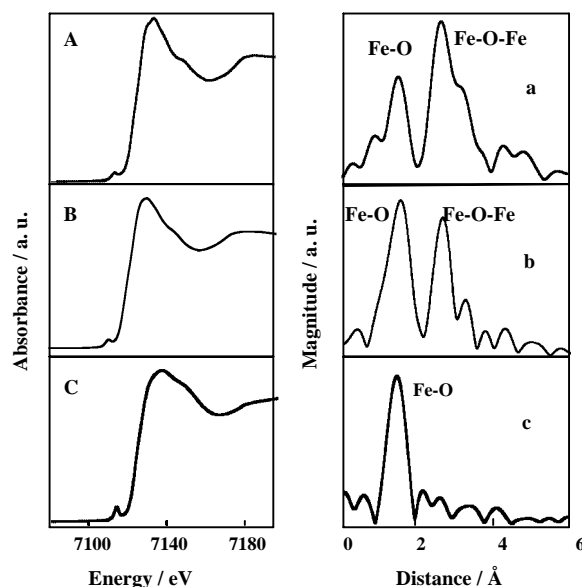 A
B
C
Absorbance / a. u.
7100 7140 7180
Energy / eV
Fe-O Fe-O-Fe
a
Fe-O Fe-O-Fe
b
Fe-O
c
Magnitude / a. u.
0 2 4 6
Distance / Å